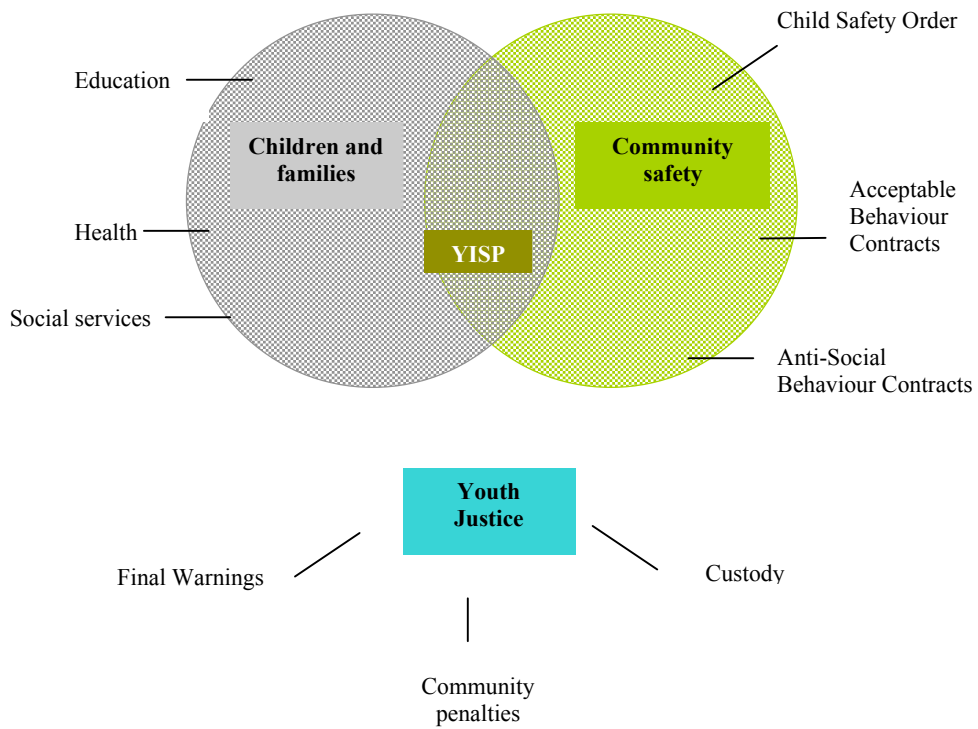 Child Safety Order
Education
Children and
families
Community
safety
Acceptable
Behaviour
Contracts
Health
YISP
Social services
Anti-Social
Behaviour Contracts
Youth
Justice
Final Warnings
Custody
Community
penalties